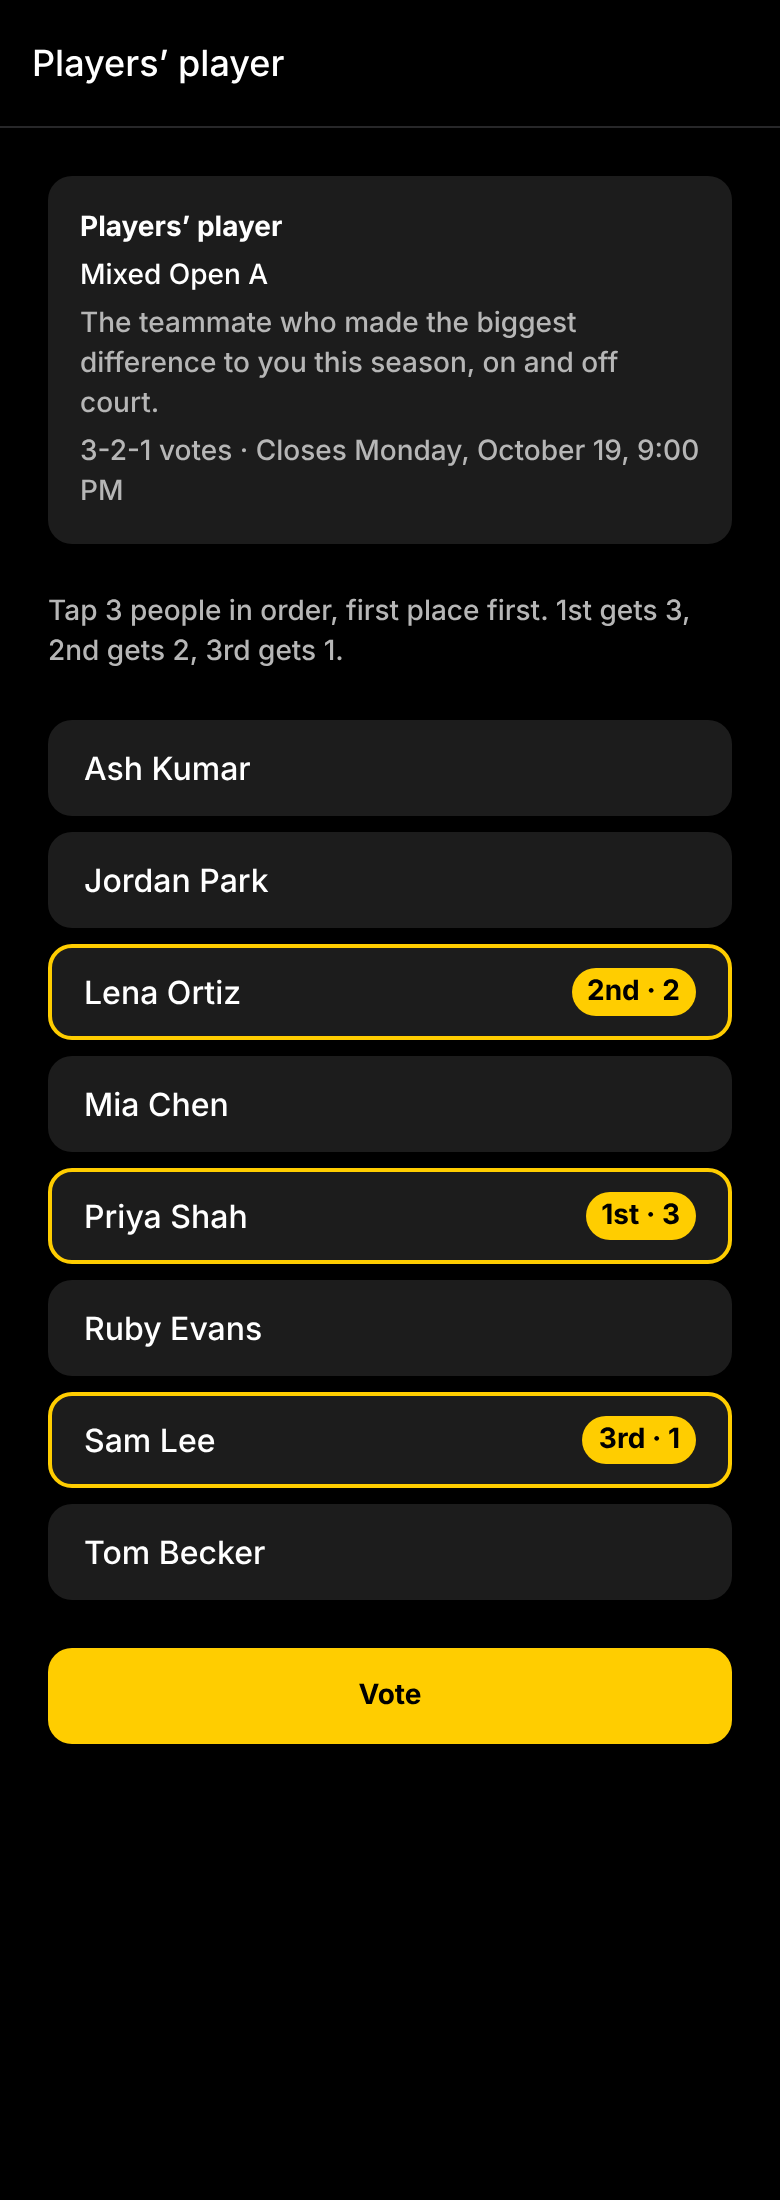 Players’ player
Players’ player
Mixed Open A
The teammate who made the biggest
difference to you this season, on and off
court.
3-2-1 votes · Closes Monday, October 19, 9:00
PM
Tap 3 people in order, first place first. 1st gets 3,
2nd gets 2, 3rd gets 1.
Ash Kumar
Jordan Park
Lena Ortiz 2nd · 2
Mia Chen
Priya Shah 1st · 3
Ruby Evans
Sam Lee 3rd · 1
Tom Becker
Vote